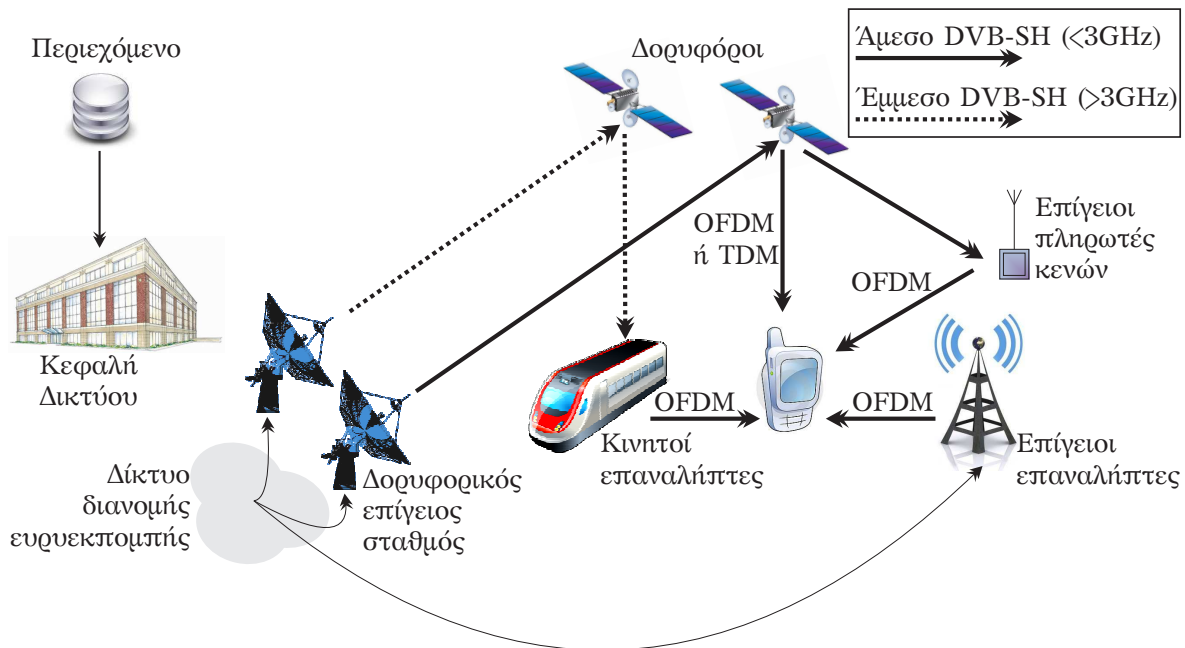 Περιεχόμενο
Δορυφόροι
Άμεσο DVB-SH (<3GHz)
Έμμεσο DVB-SH (>3GHz)
OFDM
ή TDM
Επίγειοι
πληρωτές
κενών
OFDM
Κεφαλή
Δικτύου
OFDM
OFDM
Κινητοί
επαναλήπτες
Επίγειοι
επαναλήπτες
Δίκτυο
διανομής
ευρυεκπομπής
Δορυφορικός
επίγειος
σταθμός